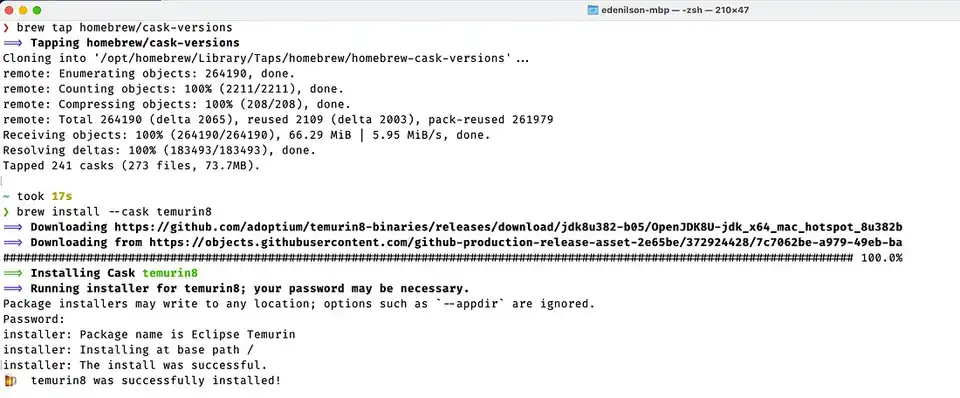 edenilson-mbp — -zsh — 210×47
❯ brew tap homebrew/cask-versions
==> Tapping homebrew/cask-versions
Cloning into '/opt/homebrew/Library/Taps/homebrew/homebrew-cask-versions'...
remote: Enumerating objects: 264190, done.
remote: Counting objects: 100% (2211/2211), done.
remote: Compressing objects: 100% (208/208), done.
remote: Total 264190 (delta 2065), reused 2109 (delta 2003), pack-reused 261979
Receiving objects: 100% (264190/264190), 66.29 MiB | 5.95 MiB/s, done.
Resolving deltas: 100% (183493/183493), done.
Tapped 241 casks (273 files, 73.7MB).
~ took 17s
❯ brew install --cask temurin8
==> Downloading https://github.com/adoptium/temurin8-binaries/releases/download/jdk8u382-b05/OpenJDK8U-jdk_x64_mac_hotspot_8u382b
==> Downloading from https://objects.githubusercontent.com/github-production-release-asset-2e65be/372924428/7c7062be-a979-49eb-ba
######################################################################################################################## 100.0%
==> Installing Cask temurin8
==> Running installer for temurin8; your password may be necessary.
Package installers may write to any location; options such as `--appdir` are ignored.
Password:
installer: Package name is Eclipse Temurin
installer: Installing at base path /
installer: The install was successful.
🍺 temurin8 was successfully installed!